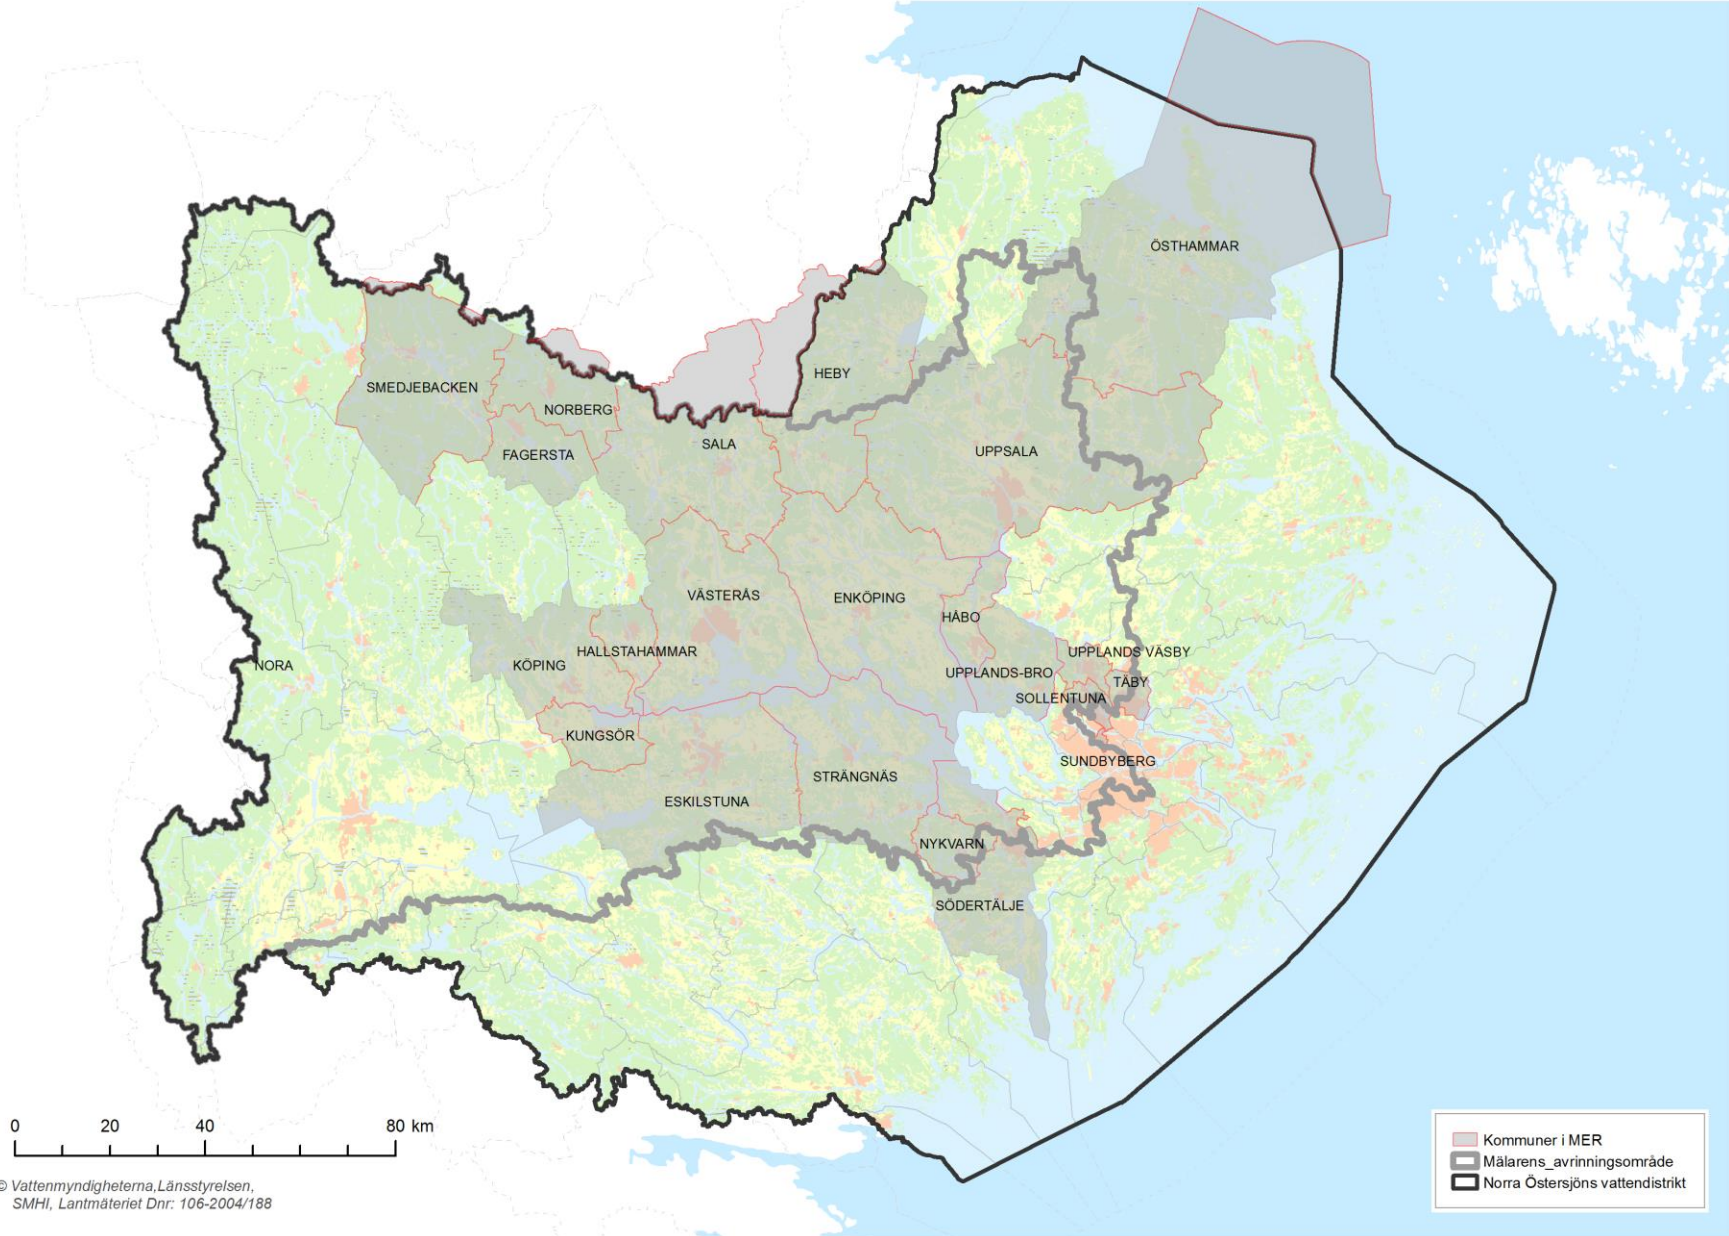 ÖSTHAMMAR
HEBY
SMEDJEBACKEN
NORBERG
SALA
UPPSALA
FAGERSTA
VÄSTERÅS
ENKÖPING
HÅBO
HALLSTAHAMMAR
UPPLANDS VÄSBY
NORA
KÖPING
UPPLANDS-BRO
TÄBY
SOLLENTUNA
KUNGSÖR
SUNDBYBERG
STRÄNGNÄS
ESKILSTUNA
NYKVARN
SÖDERTÄLJE
0 20 40 80 km
© Vattenmyndigheterna,Länsstyrelsen,
SMHI, Lantmäteriet Dnr: 106-2004/188
Kommuner i MER
Mälarens_avrinningsområde
Norra Östersjöns vattendistrikt